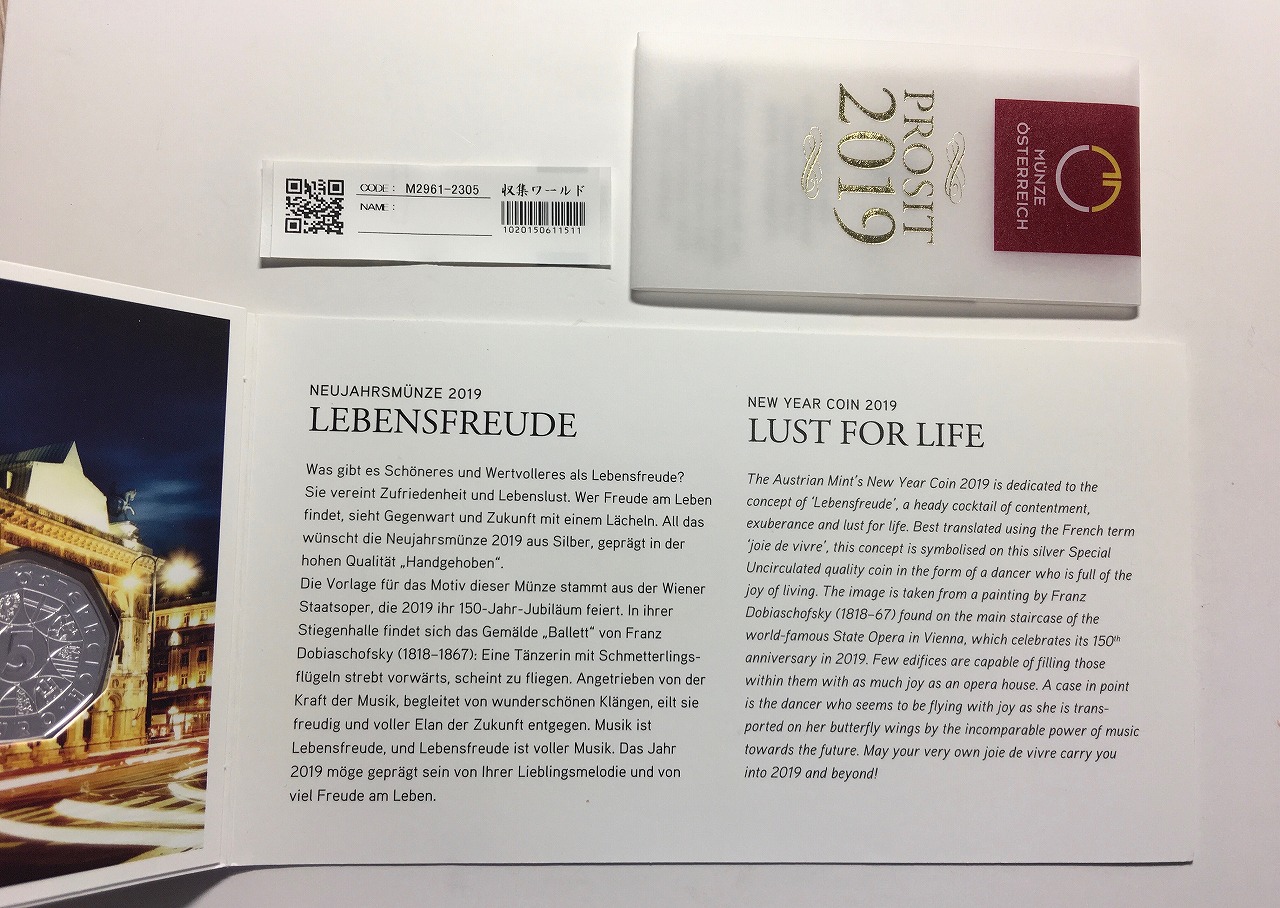 CODE: M2961-2305
NAME:
収集ワールド
1020150611511
PROSIT
2019
MÜNZE
ÖSTERREICH
ÖSTERREICH
5
NEUJAHRSMÜNZE 2019
LEBENSFREUDE
Was gibt es Schöneres und Wertvolleres als Lebensfreude?
Sie vereint Zufriedenheit und Lebenslust. Wer Freude am Leben
findet, sieht Gegenwart und Zukunft mit einem Lächeln. All das
wünscht die Neujahrsmünze 2019 aus Silber, geprägt in der
hohen Qualität „Handgehoben“.
Die Vorlage für das Motiv dieser Münze stammt aus der Wiener
Staatsoper, die 2019 ihr 150-Jahr-Jubiläum feiert. In ihrer
Stiegenhalle findet sich das Gemälde „Ballett“ von Franz
Dobiaschofsky (1818–1867): Eine Tänzerin mit Schmetterlings-
flügeln strebt vorwärts, scheint zu fliegen. Angetrieben von der
Kraft der Musik, begleitet von wunderschönen Klängen, eilt sie
freudig und voller Elan der Zukunft entgegen. Musik ist
Lebensfreude, und Lebensfreude ist voller Musik. Das Jahr
2019 möge geprägt sein von Ihrer Lieblingsmelodie und von
viel Freude am Leben.
NEW YEAR COIN 2019
LUST FOR LIFE
The Austrian Mint's New Year Coin 2019 is dedicated to the
concept of 'Lebensfreude', a heady cocktail of contentment,
exuberance and lust for life. Best translated using the French term
'joie de vivre', this concept is symbolised on this silver Special
Uncirculated quality coin in the form of a dancer who is full of the
joy of living. The image is taken from a painting by Franz
Dobiaschofsky (1818–67) found on the main staircase of the
world-famous State Opera in Vienna, which celebrates its 150th
anniversary in 2019. Few edifices are capable of filling those
within them with as much joy as an opera house. A case in point
is the dancer who seems to be flying with joy as she is trans-
ported on her butterfly wings by the incomparable power of music
towards the future. May your very own joie de vivre carry you
into 2019 and beyond!